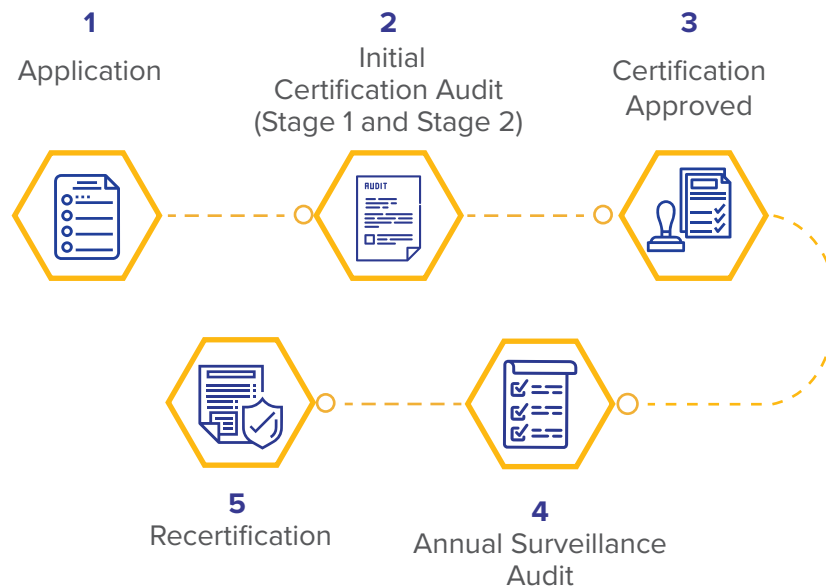 1
Application
2
Initial
Certification Audit
(Stage 1 and Stage 2)
3
Certification
Approved
AUDIT
4
Annual Surveillance
Audit
5
Recertification